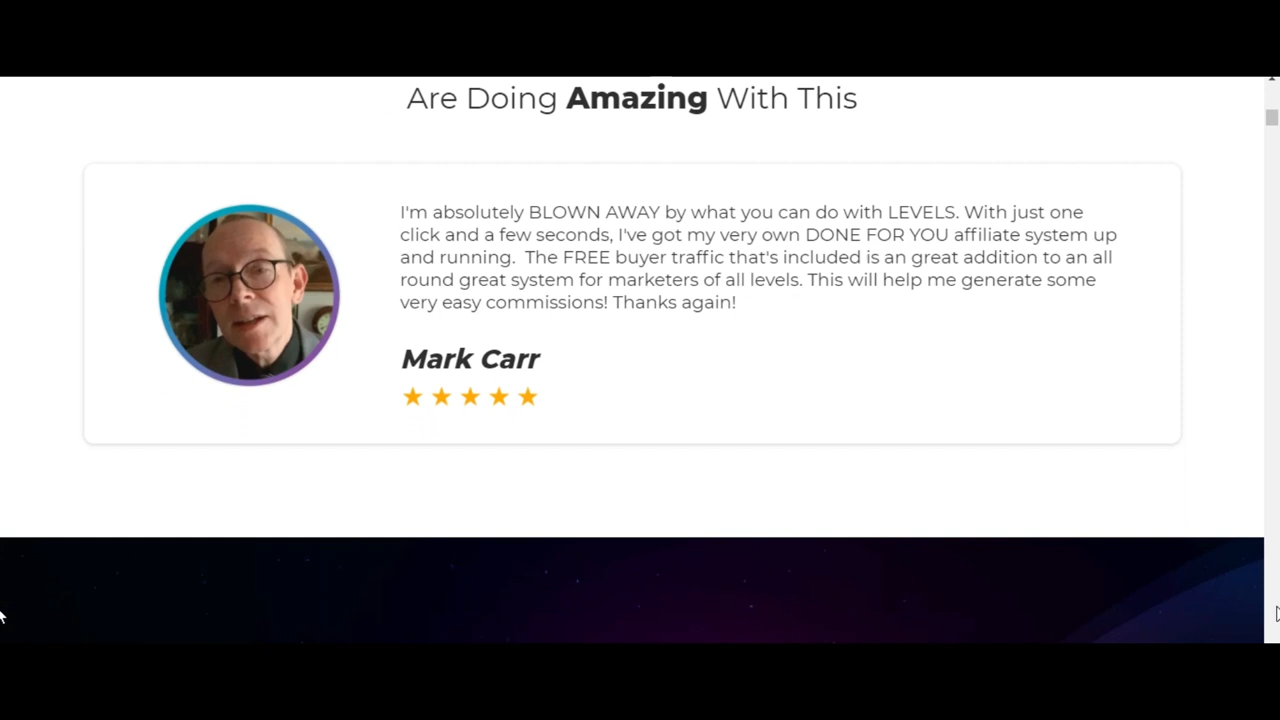 Are Doing Amazing With This
I'm absolutely BLOWN AWAY by what you can do with LEVELS. With just one
click and a few seconds, I've got my very own DONE FOR YOU affiliate system up
and running.  The FREE buyer traffic that's included is an great addition to an all
round great system for marketers of all levels. This will help me generate some
very easy commissions! Thanks again!
Mark Carr